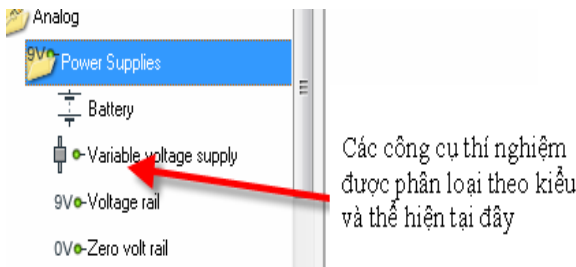 Analog
9V Power Supplies
Battery
Variable voltage supply
9V Voltage rail
0V Zero volt rail
Các công cụ thí nghiệm
được phân loại theo kiểu
và thể hiện tại đây